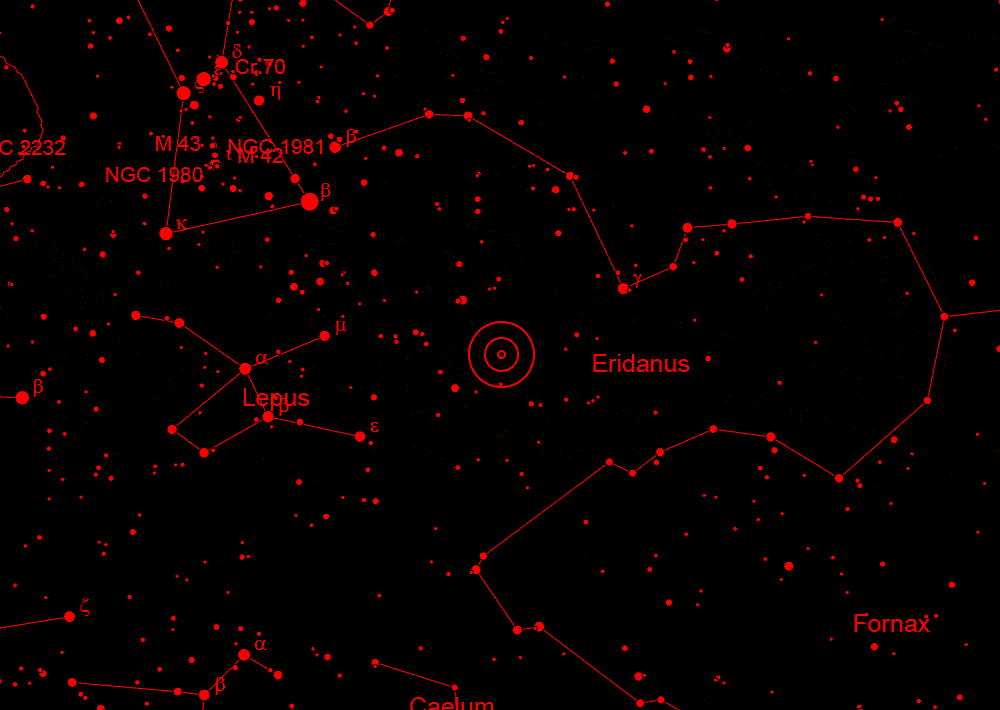 δ
Cr 70
ξ
ζ
η
M 43
NGC 1981
β
C 2232
ι
M 42
NGC 1980
β
κ
γ
μ
α
Eridanus
β
Lepus
β
ε
ζ
Fornax
α
β
Caelum